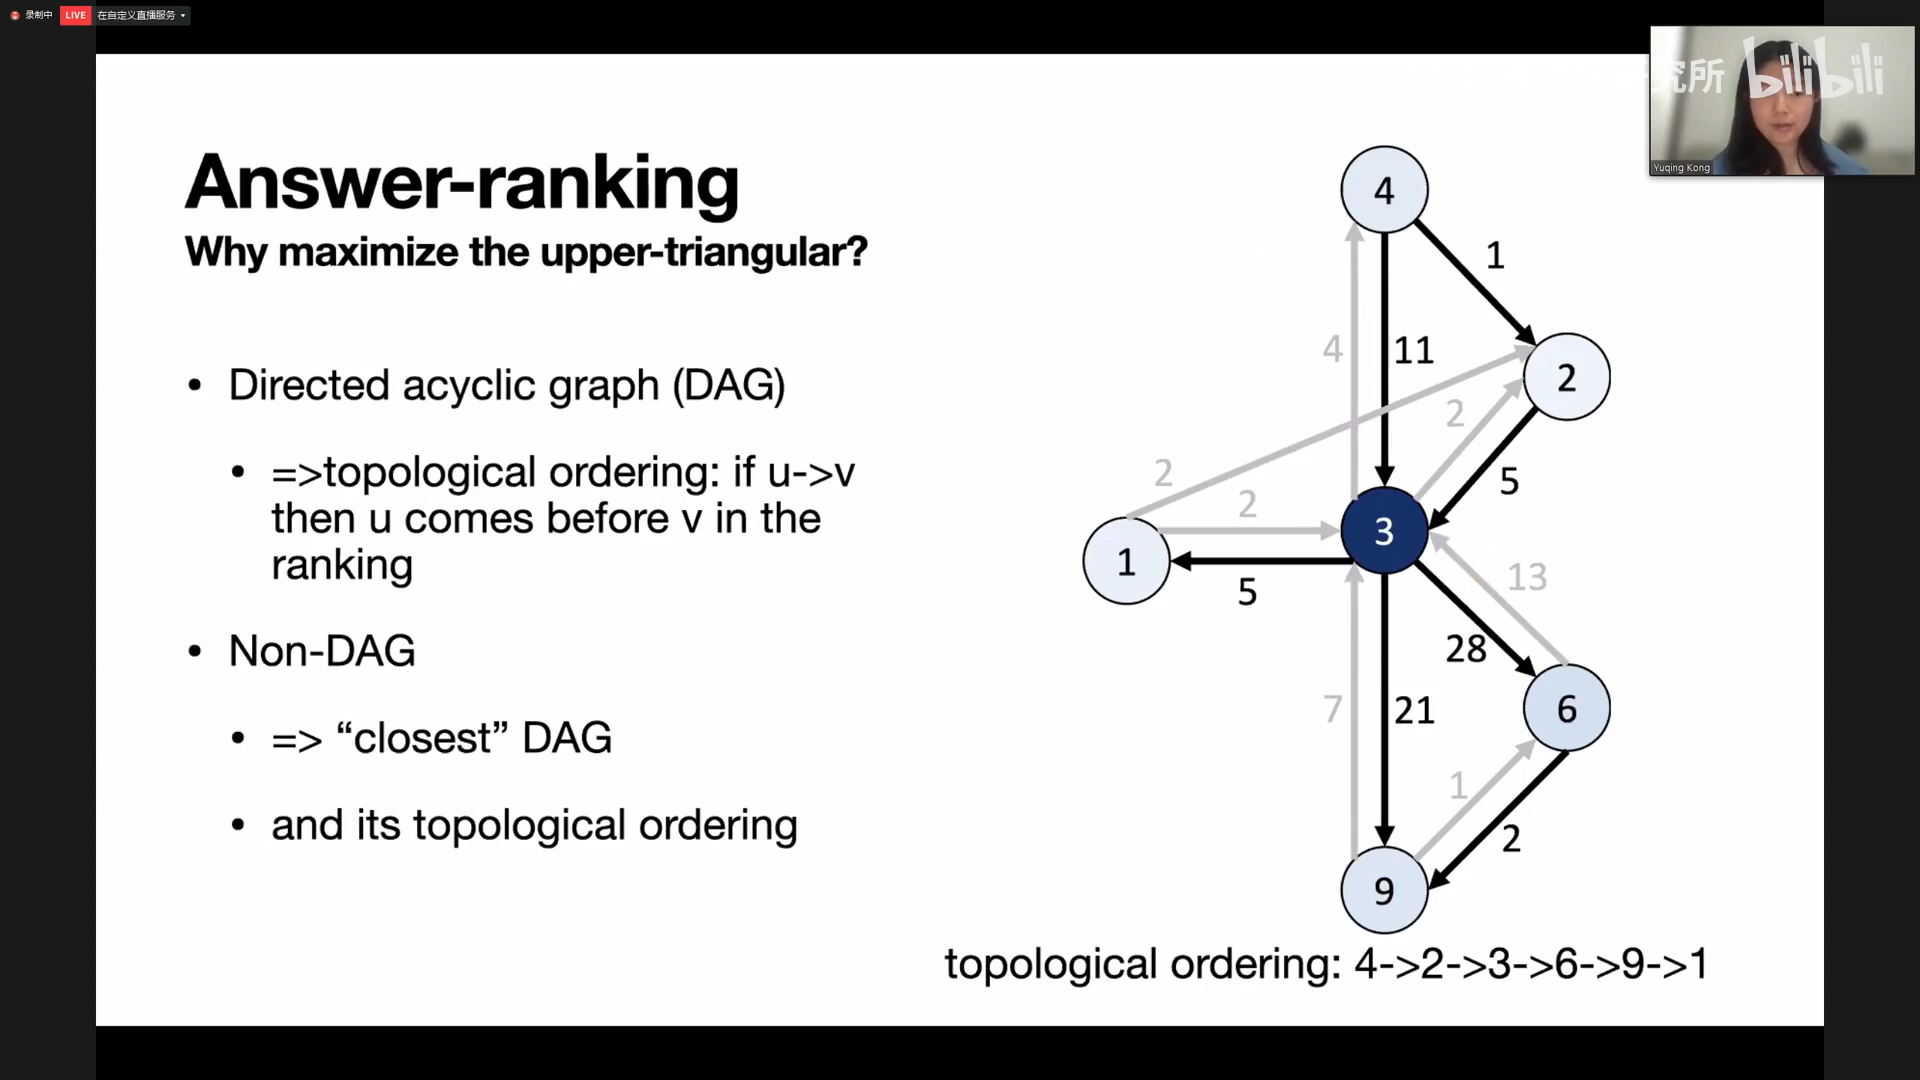 录制中 LIVE 在自定义直播服务
究所 bilibili
Yuqing Kong
Answer-ranking
Why maximize the upper-triangular?
• Directed acyclic graph (DAG)
• =>topological ordering: if u->v
then u comes before v in the
ranking
• Non-DAG
• => “closest” DAG
• and its topological ordering
4
1
4
11
2
2
5
2
2
3
1
5
13
28
7
21
6
1
2
9
topological ordering: 4->2->3->6->9->1